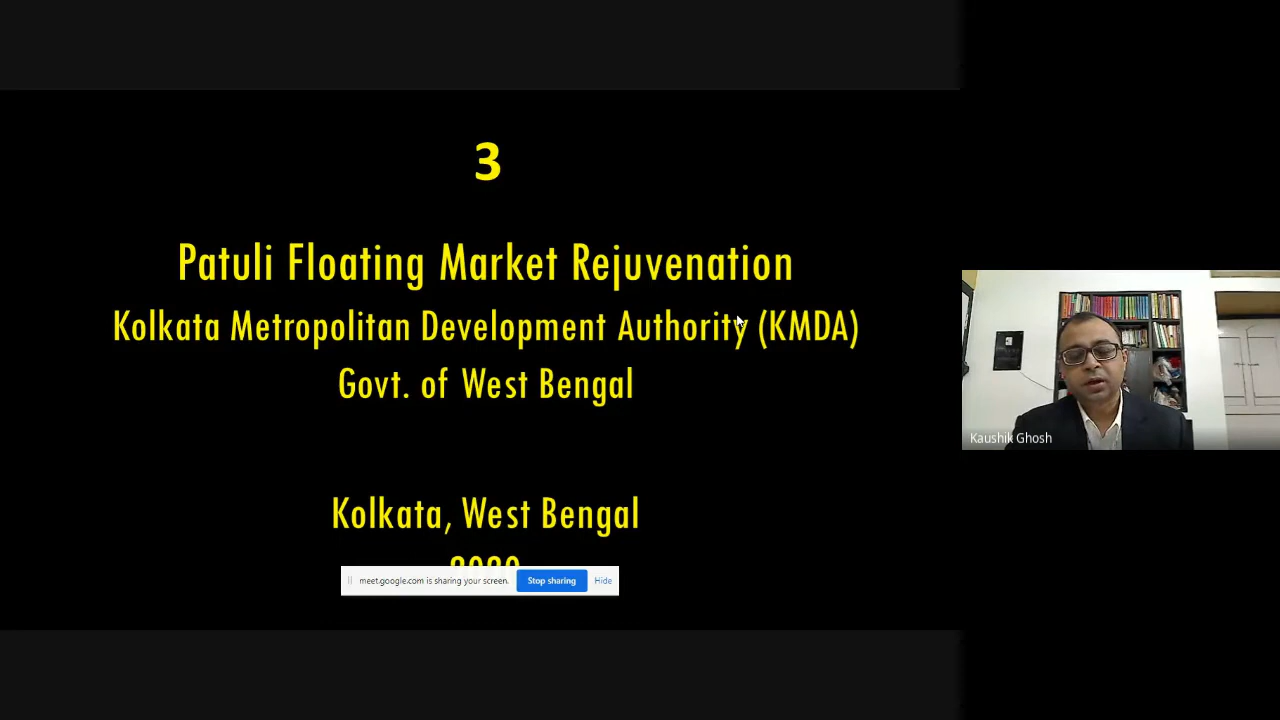 3
Patuli Floating Market Rejuvenation
Kolkata Metropolitan Development Authority (KMDA)
Govt. of West Bengal
Kolkata, West Bengal
meet.google.com is sharing your screen.
Stop sharing
Hide
Kaushik Ghosh